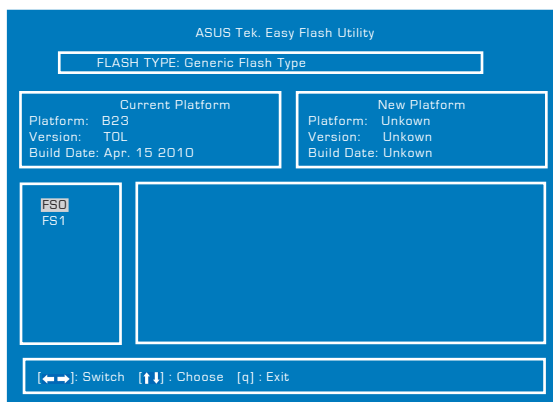 ASUS Tek. Easy Flash Utility
FLASH TYPE: Generic Flash Type
Current Platform
Platform: B23
Version: TOL
Build Date: Apr. 15 2010
New Platform
Platform: Unkown
Version: Unkown
Build Date: Unkown
FS0
FS1
[←→]: Switch [↑↓] : Choose [q] : Exit